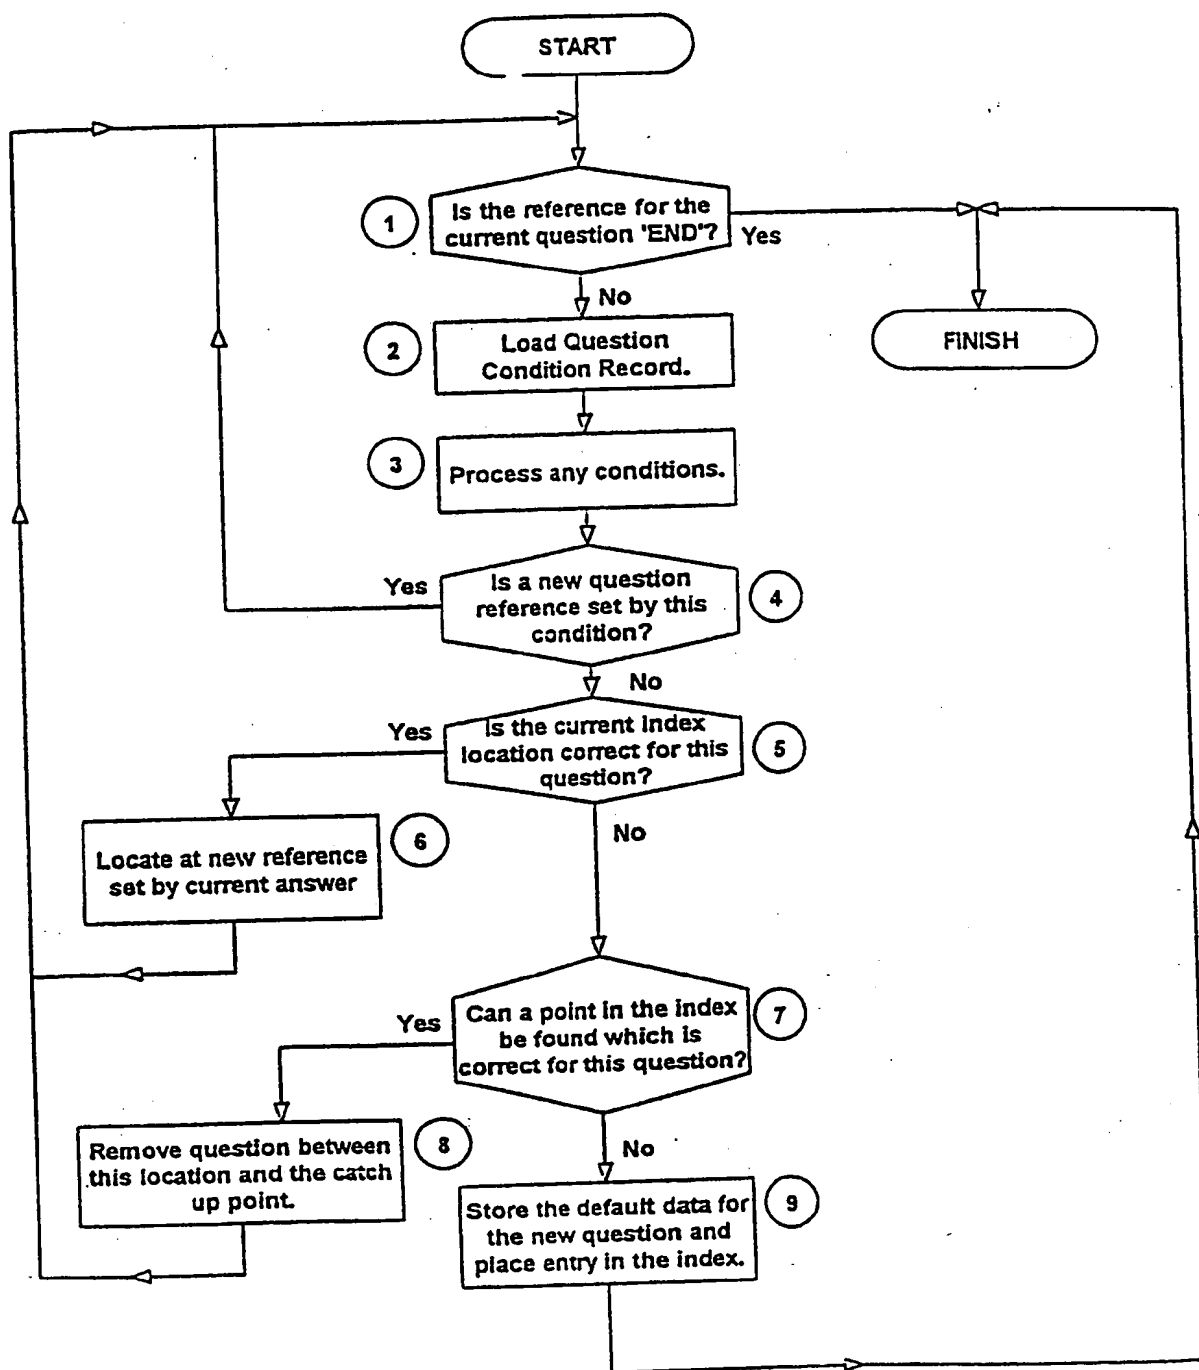 START
1
Is the reference for the
current question 'END'?
Yes
No
FINISH
2
Load Question
Condition Record.
3
Process any conditions.
Yes
Is a new question
reference set by this
condition?
4
No
Yes
Is the current Index
location correct for this
question?
5
No
6
Locate at new reference
set by current answer
Yes
Can a point in the index
be found which is
correct for this question?
7
No
8
Remove question between
this location and the catch
up point.
9
Store the default data for
the new question and
place entry in the index.